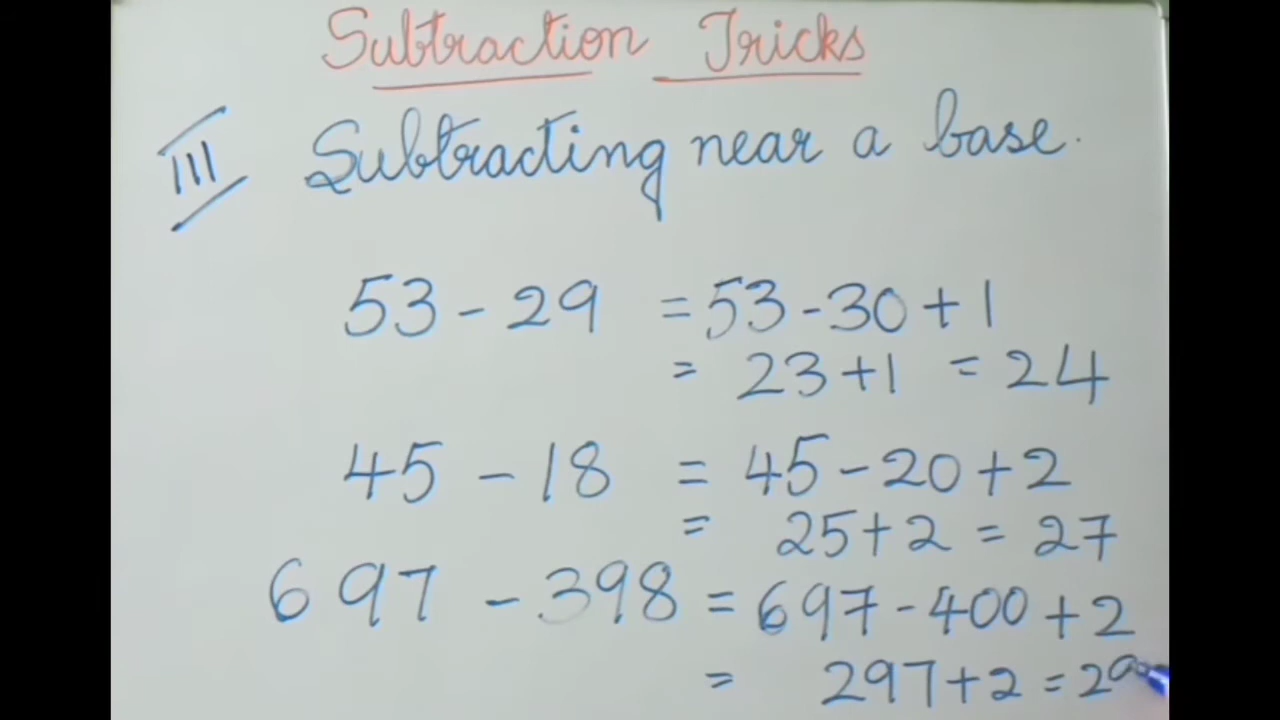 Subtraction Tricks
III Subtracting near a base.
53 - 29 = 53 - 30 + 1
= 23 + 1 = 24
45 - 18 = 45 - 20 + 2
= 25 + 2 = 27
697 - 398 = 697 - 400 + 2
= 297 + 2 = 29